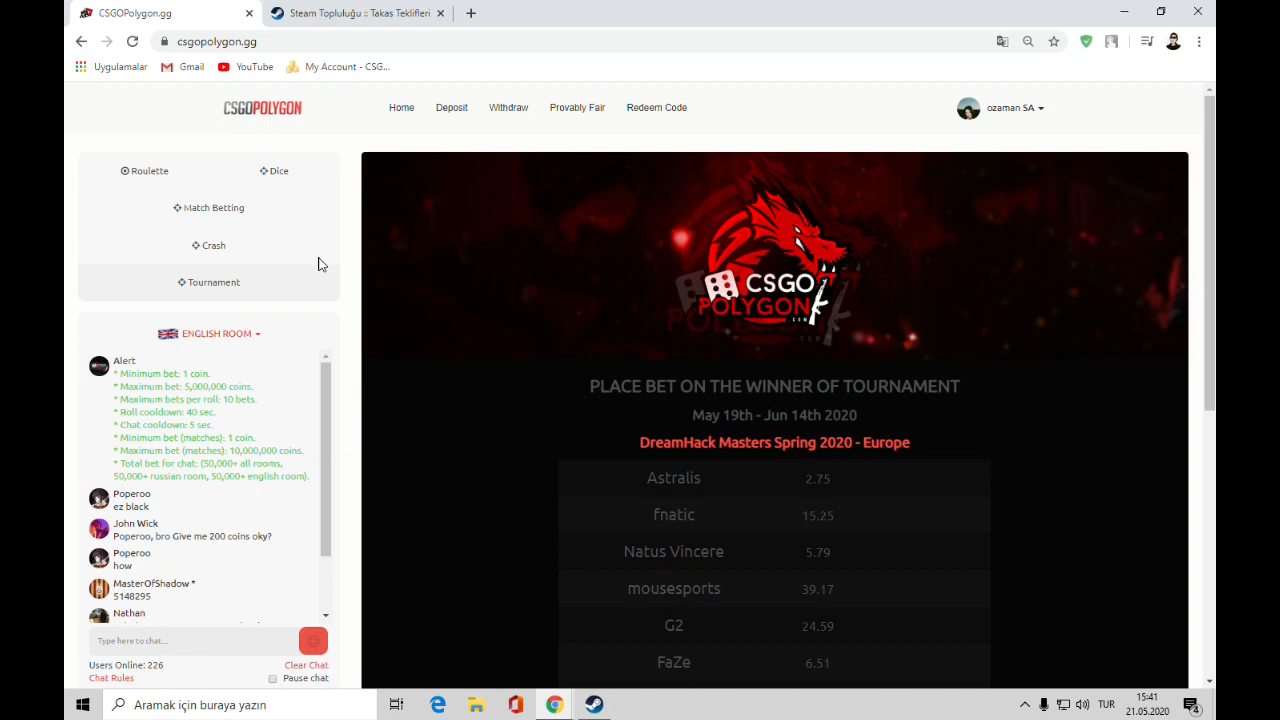 CSGOPolygon.gg
Steam Topluluğu :: Takas Teklifleri
csgopolygon.gg
Uygulamalar
Gmail
YouTube
My Account - CSG...
CSGOPOLYGON
Home
Deposit
Withdraw
Provably Fair
Redeem Code
ozaman SA
Roulette
Dice
Match Betting
Crash
Tournament
ENGLISH ROOM
Alert
* Minimum bet: 1 coin.
* Maximum bet: 5,000,000 coins.
* Maximum bets per roll: 10 bets.
* Roll cooldown: 40 sec.
* Chat cooldown: 5 sec.
* Minimum bet (matches): 1 coin.
* Maximum bet (matches): 10,000,000 coins.
* Total bet for chat: (50,000+ all rooms,
50,000+ russian room, 50,000+ english room).
Poperoo
ez black
John Wick
Poperoo, bro Give me 200 coins oky?
Poperoo
how
MasterOfShadow *
5148295
Nathan
Type here to chat...
Users Online: 226
Clear Chat
Chat Rules
Pause chat
CSGO
POLYGON
.COM
PLACE BET ON THE WINNER OF TOURNAMENT
May 19th - Jun 14th 2020
DreamHack Masters Spring 2020 - Europe
Astralis 2.75
fnatic 15.25
Natus Vincere 5.79
mousesports 39.17
G2 24.59
FaZe 6.51
Aramak için buraya yazın
TUR
15:41
21.05.2020
4